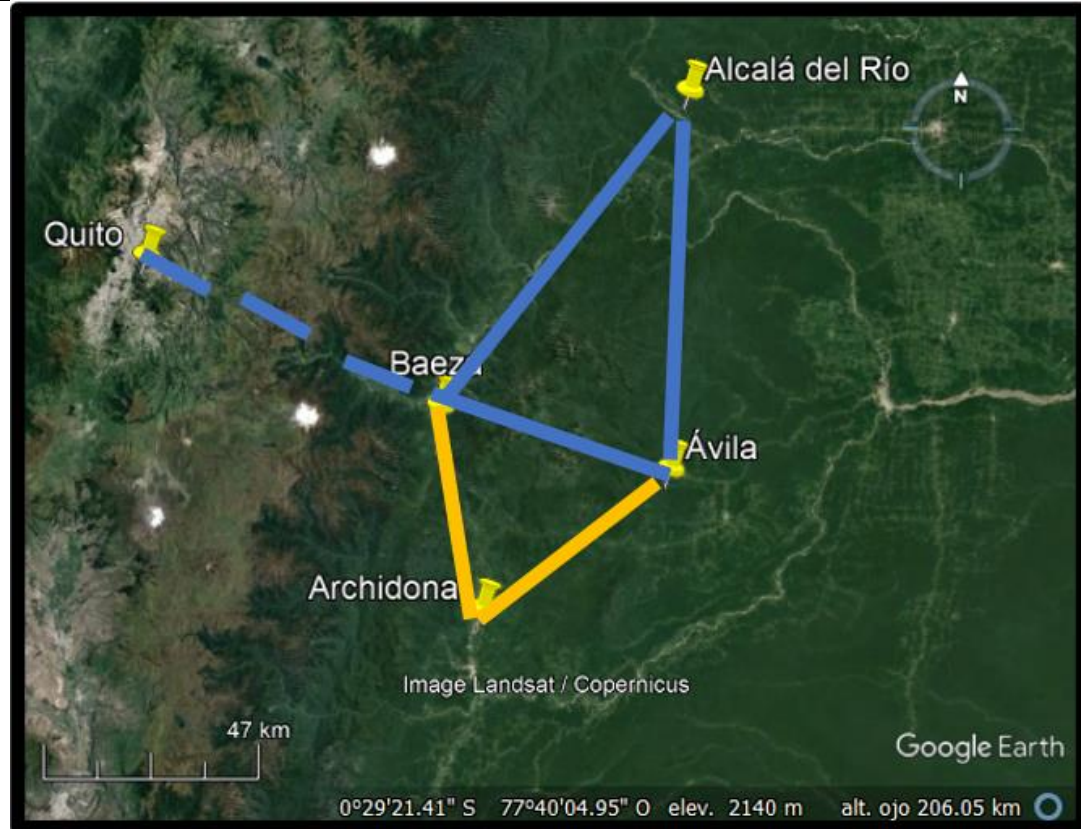 Alcalá del Río
N
Quito
Baeza
Ávila
Archidona
Image Landsat / Copernicus
47 km
Google Earth
0°29'21.41" S 77°40'04.95" O elev. 2140 m alt. ojo 206.05 km